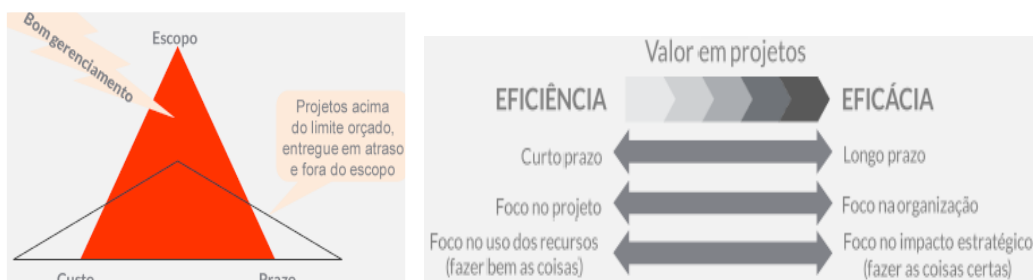 Bom gerenciamento
Escopo
Projetos acima
do limite orçado,
entregue em atraso
e fora do escopo
Custo
Prazo
Valor em projetos
EFICIÊNCIA
EFICÁCIA
Curto prazo
Longo prazo
Foco no projeto
Foco na organização
Foco no uso dos recursos
(fazer bem as coisas)
Foco no impacto estratégico
(fazer as coisas certas)